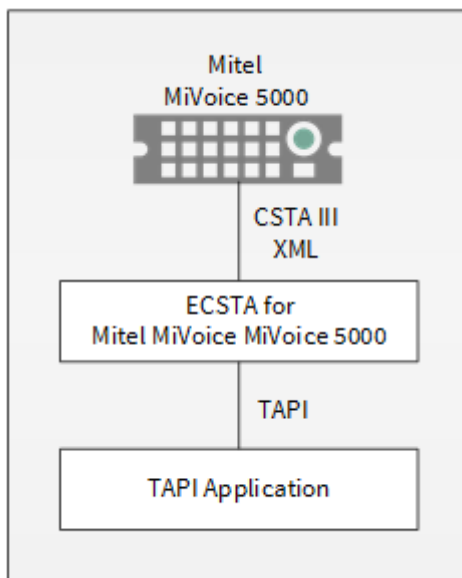 Mitel
MiVoice 5000
CSTA III
XML
ECSTA for
Mitel MiVoice MiVoice 5000
TAPI
TAPI Application